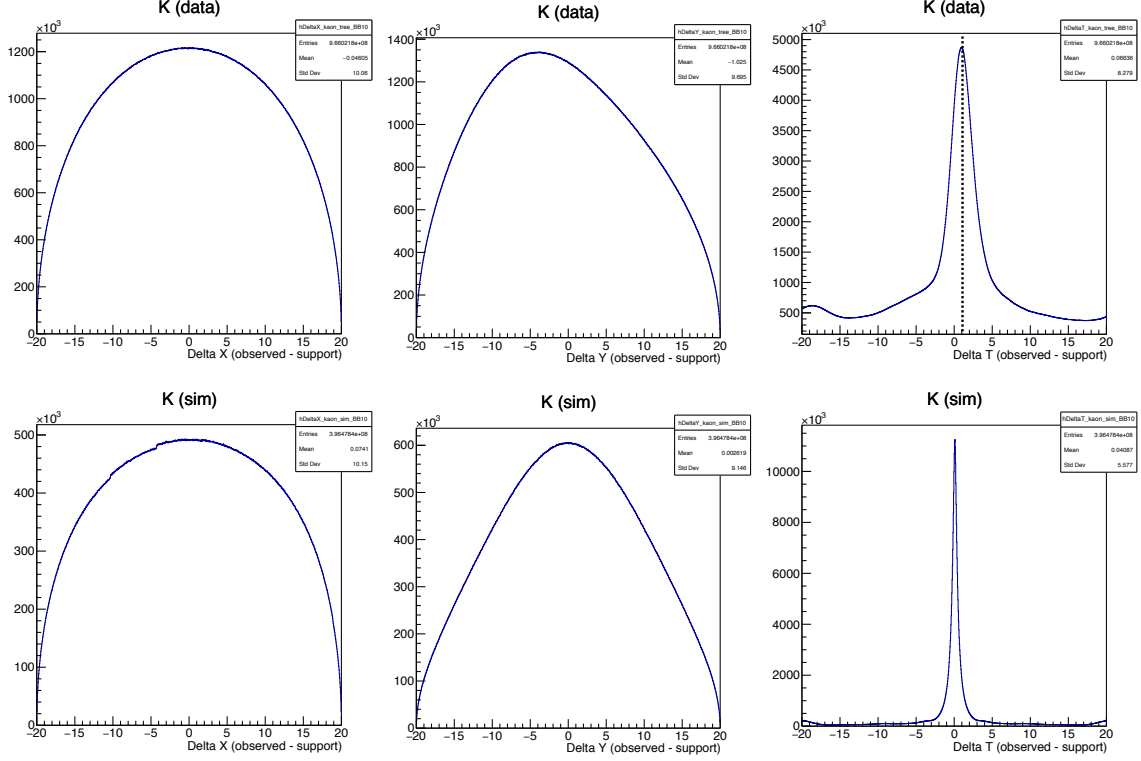 K (data)
×10³
hDeltaX_kaon_tree_BB10
Entries 9.660218e+08
Mean −0.04605
Std Dev 10.06
1200
1000
800
600
400
200
0
−20 −15 −10 −5 0 5 10 15 20
Delta X (observed - support)
K (data)
×10³
hDeltaY_kaon_tree_BB10
Entries 9.660218e+08
Mean −1.025
Std Dev 9.695
1400
1200
1000
800
600
400
200
0
−20 −15 −10 −5 0 5 10 15 20
Delta Y (observed - support)
K (data)
×10³
hDeltaT_kaon_tree_BB10
Entries 9.660218e+08
Mean 0.06636
Std Dev 8.279
5000
4500
4000
3500
3000
2500
2000
1500
1000
500
−20 −15 −10 −5 0 5 10 15 20
Delta T (observed - support)
K (sim)
×10³
hDeltaX_kaon_sim_BB10
Entries 3.964784e+08
Mean 0.0741
Std Dev 10.15
500
400
300
200
100
0
−20 −15 −10 −5 0 5 10 15 20
Delta X (observed - support)
K (sim)
×10³
hDeltaY_kaon_sim_BB10
Entries 3.964784e+08
Mean 0.002619
Std Dev 9.146
600
500
400
300
200
100
0
−20 −15 −10 −5 0 5 10 15 20
Delta Y (observed - support)
K (sim)
×10³
hDeltaT_kaon_sim_BB10
Entries 3.964784e+08
Mean 0.04087
Std Dev 5.577
10000
8000
6000
4000
2000
0
−20 −15 −10 −5 0 5 10 15 20
Delta T (observed - support)